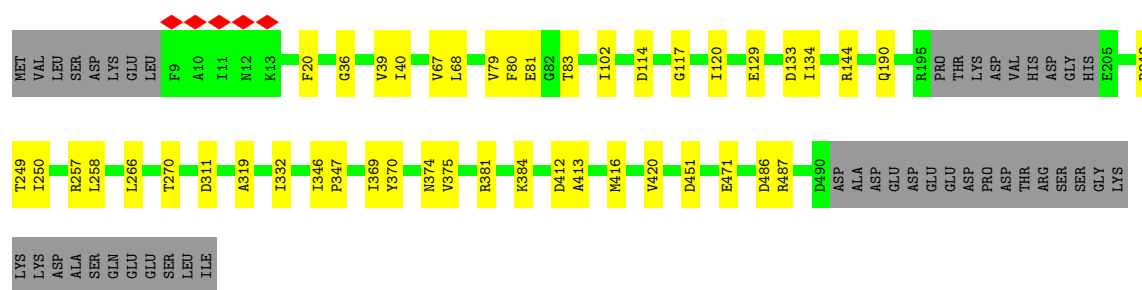 MET VAL LEU SER ASP LYS GLU LEU F9 A10 I11 N12 K13 F20 G36 V39 I40 V67 L68 V79 F80 E81 G82 T83 I102 D114 G117 I120 E129 D133 I134 R144 Q190 R195 PRO THR LYS ASP VAL HIS ASP GLY HIS E205
T249 I250 R257 L258 L266 T270 D311 A319 I332 I346 P347 I369 Y370 N374 V375 R381 K384 D412 A413 M416 V420 D451 E471 D486 R487 D490 ASP ALA ASP GLU ASP GLU GLU ASP PRO ASP THR ARG SER SER GLY LYS
LYS LYS ASP ALA SER GLN GLU GLU SER LEU ILE